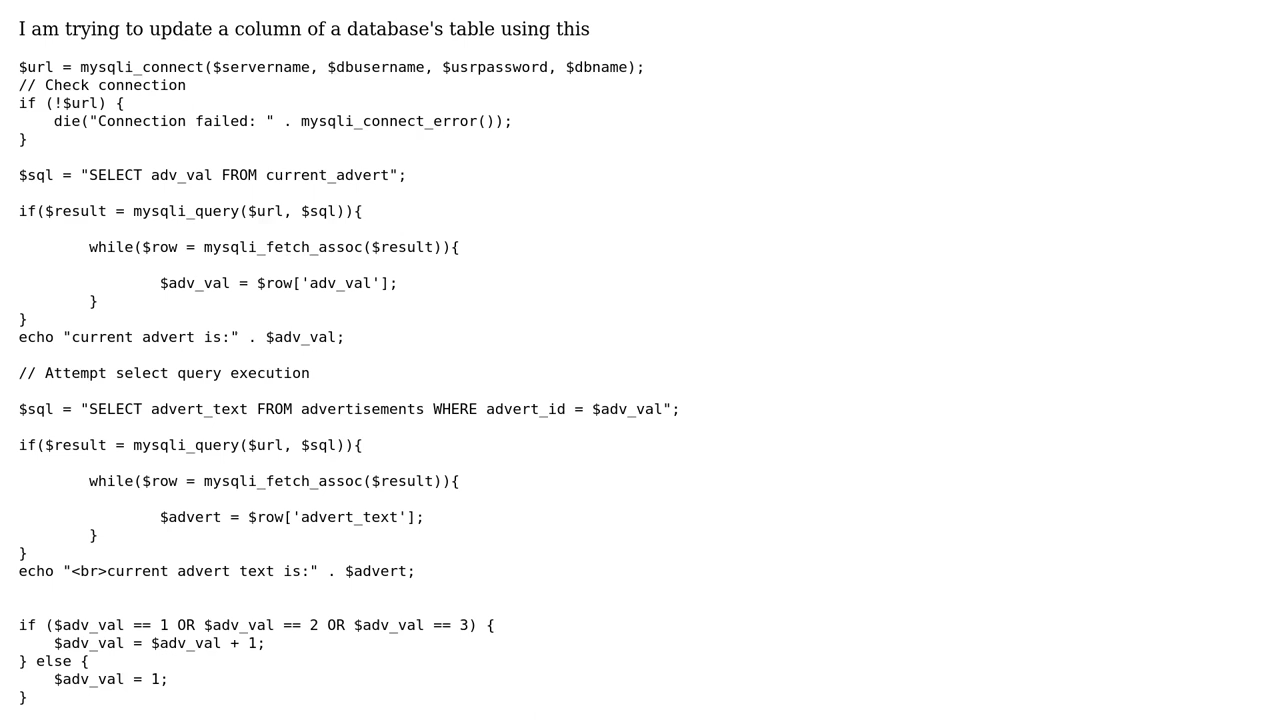 I am trying to update a column of a database's table using this
$url = mysqli_connect($servername, $dbusername, $usrpassword, $dbname);
// Check connection
if (!$url) {
    die("Connection failed: " . mysqli_connect_error());
}
$sql = "SELECT adv_val FROM current_advert";
if($result = mysqli_query($url, $sql)){
        while($row = mysqli_fetch_assoc($result)){
                $adv_val = $row['adv_val'];
        }
}
echo "current advert is:" . $adv_val;
// Attempt select query execution
$sql = "SELECT advert_text FROM advertisements WHERE advert_id = $adv_val";
if($result = mysqli_query($url, $sql)){
        while($row = mysqli_fetch_assoc($result)){
                $advert = $row['advert_text'];
        }
}
echo "<br>current advert text is:" . $advert;
if ($adv_val == 1 OR $adv_val == 2 OR $adv_val == 3) {
    $adv_val = $adv_val + 1;
} else {
    $adv_val = 1;
}